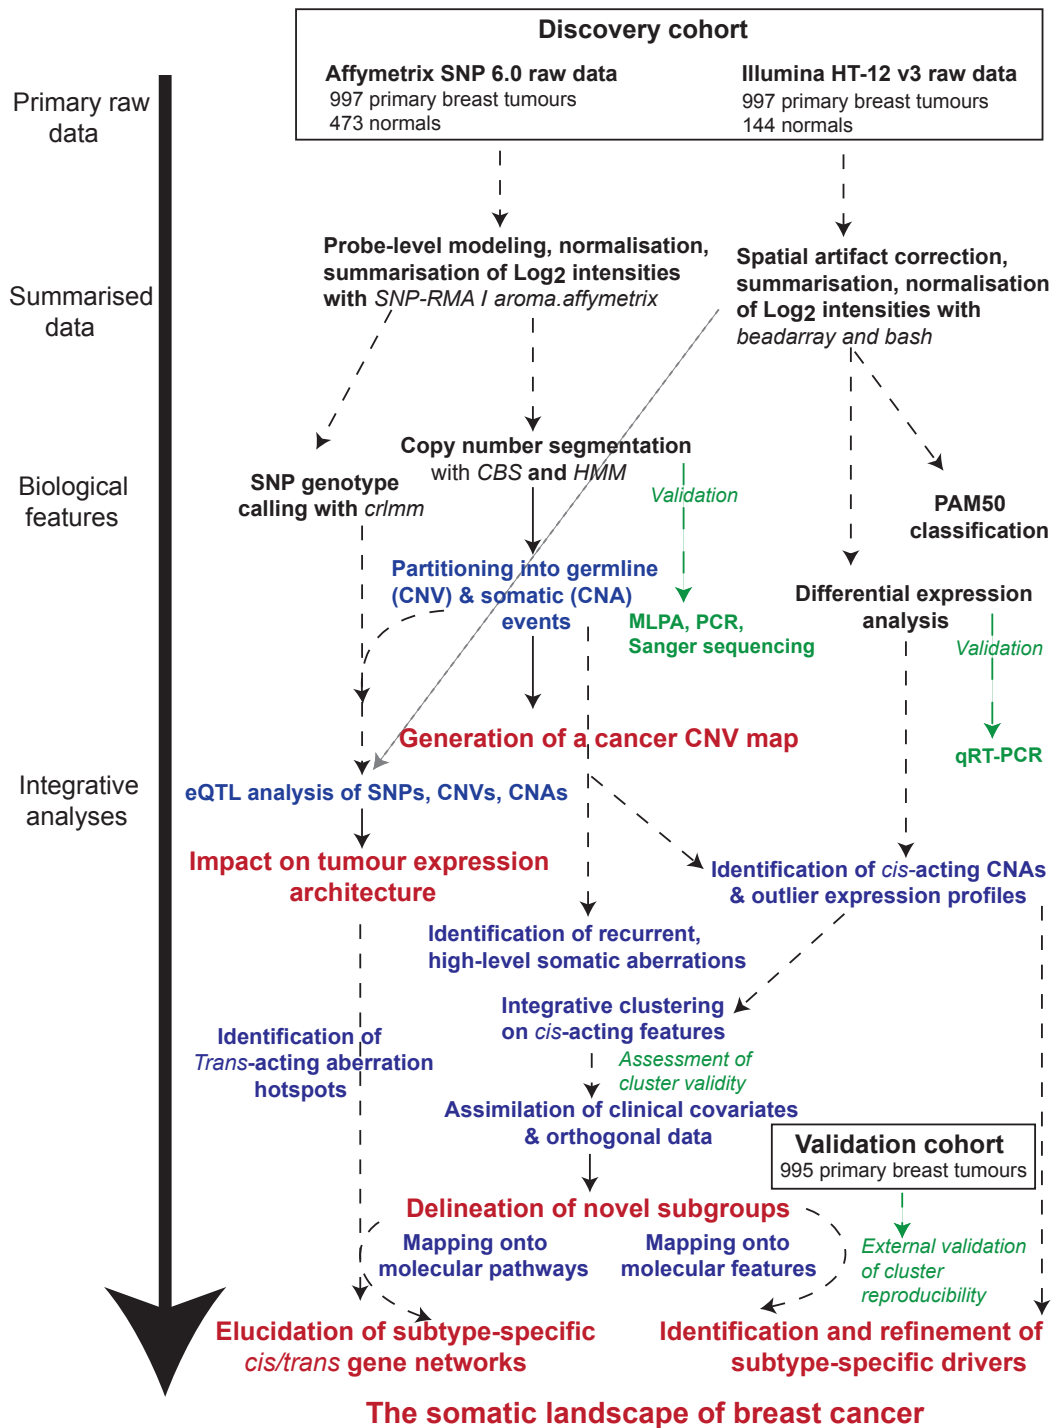 Discovery cohort
Affymetrix SNP 6.0 raw data
997 primary breast tumours
473 normals
Illumina HT-12 v3 raw data
997 primary breast tumours
144 normals
Primary raw
data
Probe-level modeling, normalisation,
summarisation of Log2 intensities
with SNP-RMA / aroma.affymetrix
Spatial artifact correction,
summarisation, normalisation
of Log2 intensities with
beadarray and bash
Summarised
data
Copy number segmentation
with CBS and HMM
SNP genotype
calling with crlmm
Validation
PAM50
classification
Biological
features
Partitioning into germline
(CNV) & somatic (CNA)
events
MLPA, PCR,
Sanger sequencing
Differential expression
analysis
Validation
qRT-PCR
Generation of a cancer CNV map
Integrative
analyses
eQTL analysis of SNPs, CNVs, CNAs
Impact on tumour expression
architecture
Identification of cis-acting CNAs
& outlier expression profiles
Identification of recurrent,
high-level somatic aberrations
Integrative clustering
on cis-acting features
Identification of
Trans-acting aberration
hotspots
Assessment of
cluster validity
Assimilation of clinical covariates
& orthogonal data
Validation cohort
995 primary breast tumours
Delineation of novel subgroups
Mapping onto
molecular pathways
Mapping onto
molecular features
External validation
of cluster
reproducibility
Elucidation of subtype-specific
cis/trans gene networks
Identification and refinement of
subtype-specific drivers
The somatic landscape of breast cancer